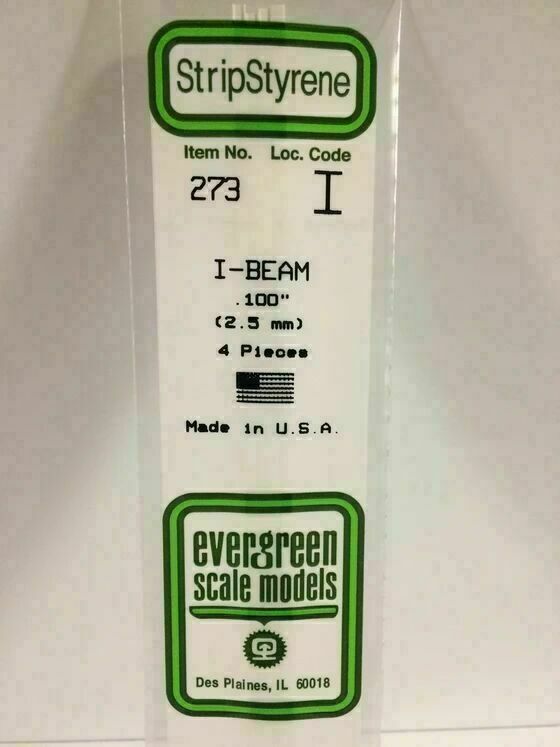 StripStyrene
Item No. Loc. Code
273 I
I-BEAM
.100"
(2.5 mm)
4 Pieces
Made in U.S.A.
evergreen
scale models
Des Plaines, IL 60018